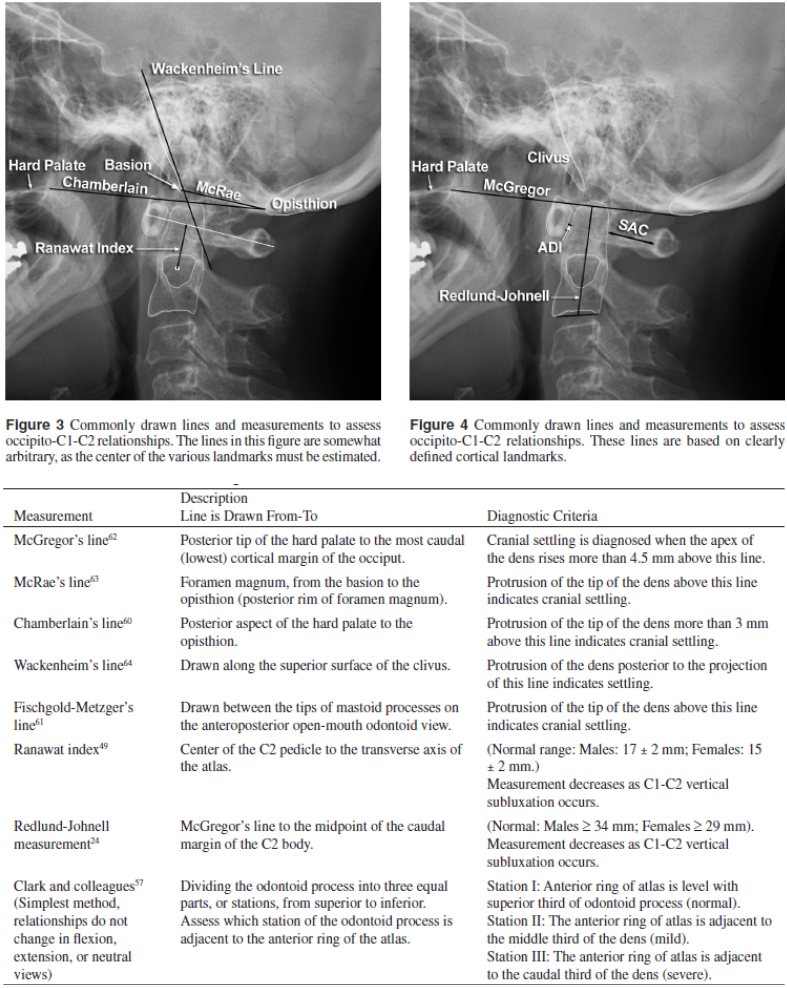 Wackenheim's Line
Hard Palate
Basion
Chamberlain
McRae
Opisthion
Ranawat Index
Clivus
Hard Palate
McGregor
SAC
ADI
Redlund-Johnell
Figure 3 Commonly drawn lines and measurements to assess
occipito-C1-C2 relationships. The lines in this figure are somewhat
arbitrary, as the center of the various landmarks must be estimated.
Figure 4 Commonly drawn lines and measurements to assess
occipito-C1-C2 relationships. These lines are based on clearly
defined cortical landmarks.
Description
Measurement Line is Drawn From-To Diagnostic Criteria
McGregor's line62 Posterior tip of the hard palate to the most caudal Cranial settling is diagnosed when the apex of
(lowest) cortical margin of the occiput. the dens rises more than 4.5 mm above this line.
McRae's line63 Foramen magnum, from the basion to the Protrusion of the tip of the dens above this line
opisthion (posterior rim of foramen magnum). indicates cranial settling.
Chamberlain's line60 Posterior aspect of the hard palate to the Protrusion of the tip of the dens more than 3 mm
opisthion. above this line indicates cranial settling.
Wackenheim's line64 Drawn along the superior surface of the clivus. Protrusion of the dens posterior to the projection
of this line indicates settling.
Fischgold-Metzger's Drawn between the tips of mastoid processes on Protrusion of the tip of the dens above this line
line61 the anteroposterior open-mouth odontoid view. indicates cranial settling.
Ranawat index49 Center of the C2 pedicle to the transverse axis of (Normal range: Males: 17 ± 2 mm; Females: 15
the atlas. ± 2 mm.)
Measurement decreases as C1-C2 vertical
subluxation occurs.
Redlund-Johnell McGregor's line to the midpoint of the caudal (Normal: Males ≥ 34 mm; Females ≥ 29 mm).
measurement24 margin of the C2 body. Measurement decreases as C1-C2 vertical
subluxation occurs.
Clark and colleagues57 Dividing the odontoid process into three equal Station I: Anterior ring of atlas is level with
(Simplest method, parts, or stations, from superior to inferior. superior third of odontoid process (normal).
relationships do not Assess which station of the odontoid process is Station II: The anterior ring of atlas is adjacent to
change in flexion, adjacent to the anterior ring of the atlas. the middle third of the dens (mild).
extension, or neutral Station III: The anterior ring of atlas is adjacent
views) to the caudal third of the dens (severe).